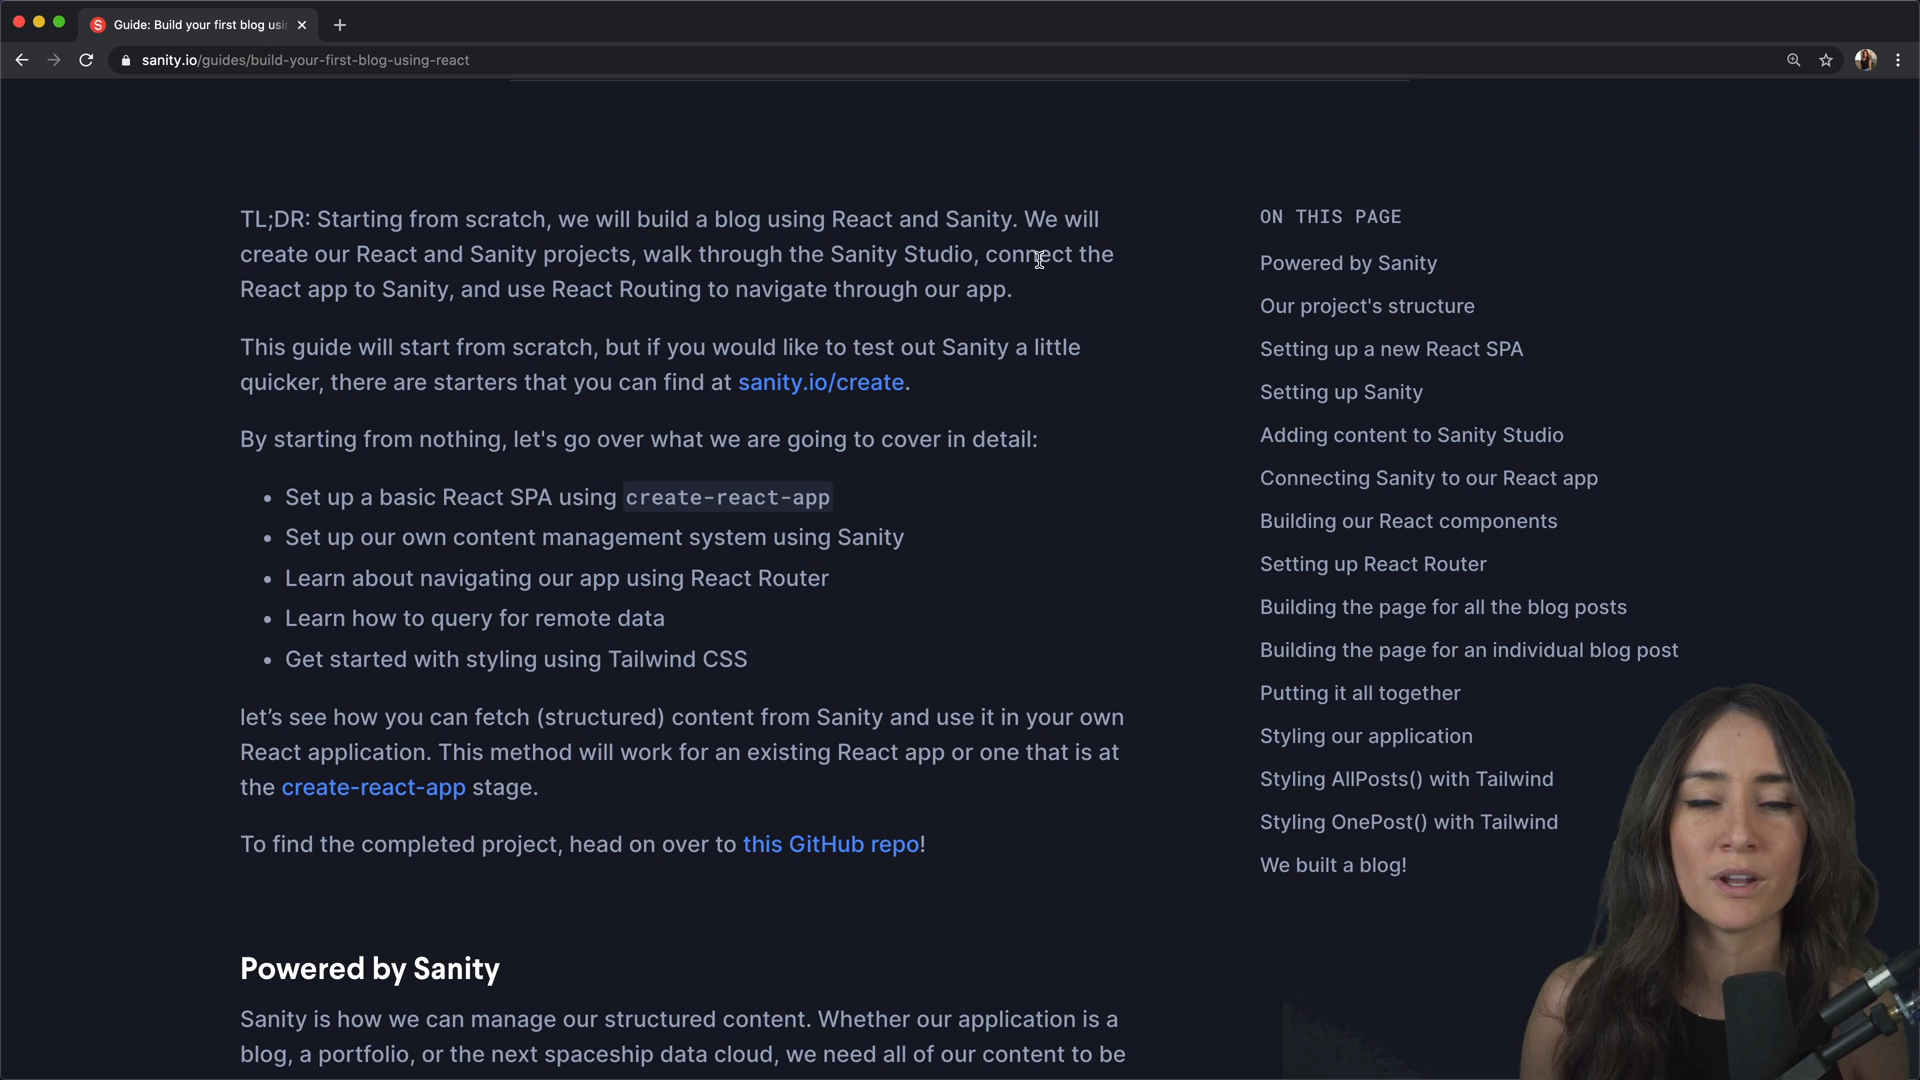 Guide: Build your first blog usi
sanity.io/guides/build-your-first-blog-using-react
TL;DR: Starting from scratch, we will build a blog using React and Sanity. We will
create our React and Sanity projects, walk through the Sanity Studio, connect the
React app to Sanity, and use React Routing to navigate through our app.
This guide will start from scratch, but if you would like to test out Sanity a little
quicker, there are starters that you can find at sanity.io/create.
By starting from nothing, let's go over what we are going to cover in detail:
• Set up a basic React SPA using create-react-app
• Set up our own content management system using Sanity
• Learn about navigating our app using React Router
• Learn how to query for remote data
• Get started with styling using Tailwind CSS
let’s see how you can fetch (structured) content from Sanity and use it in your own
React application. This method will work for an existing React app or one that is at
the create-react-app stage.
To find the completed project, head on over to this GitHub repo!
Powered by Sanity
Sanity is how we can manage our structured content. Whether our application is a
blog, a portfolio, or the next spaceship data cloud, we need all of our content to be
ON THIS PAGE
Powered by Sanity
Our project's structure
Setting up a new React SPA
Setting up Sanity
Adding content to Sanity Studio
Connecting Sanity to our React app
Building our React components
Setting up React Router
Building the page for all the blog posts
Building the page for an individual blog post
Putting it all together
Styling our application
Styling AllPosts() with Tailwind
Styling OnePost() with Tailwind
We built a blog!